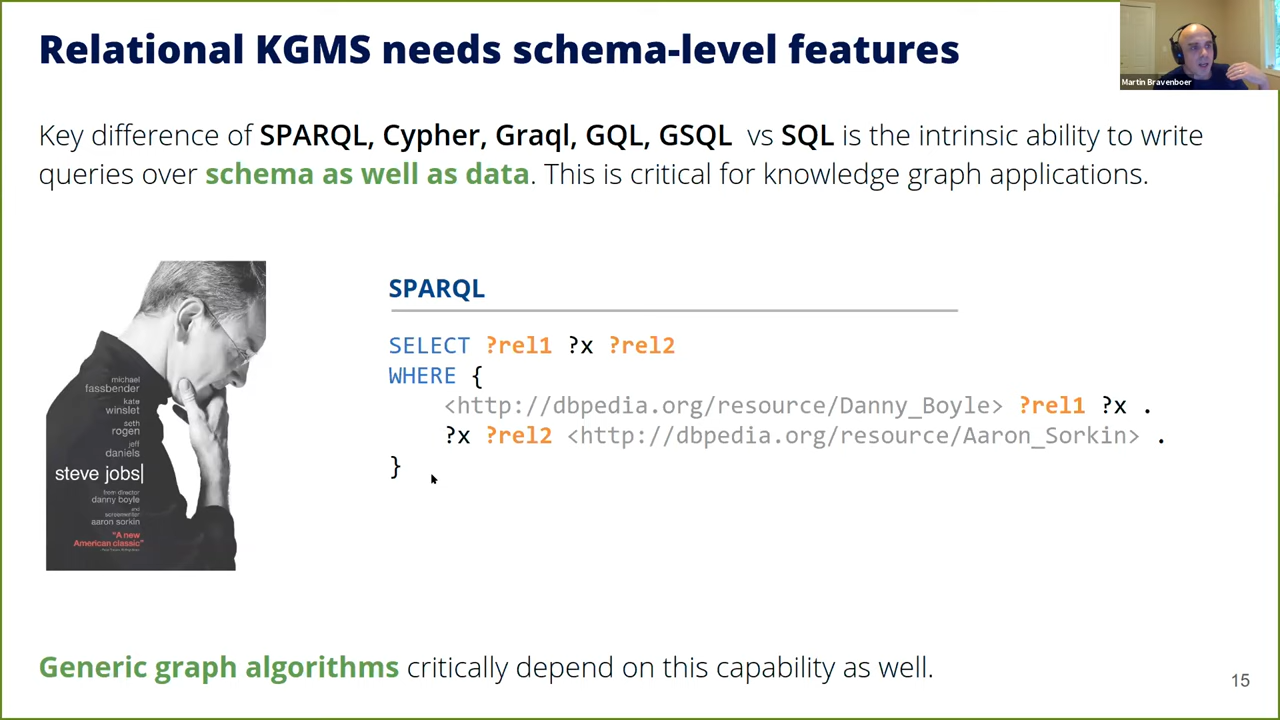 Relational KGMS needs schema-level features
Martin Bravenboer
Key difference of SPARQL, Cypher, Graql, GQL, GSQL vs SQL is the intrinsic ability to write
queries over schema as well as data. This is critical for knowledge graph applications.
michael
fassbender
kate
winslet
seth
rogen
jeff
daniels
steve jobs|
from director
danny boyle
and
screenwriter
aaron sorkin
"A new
American classic"
SPARQL
SELECT ?rel1 ?x ?rel2
WHERE {
<http://dbpedia.org/resource/Danny_Boyle> ?rel1 ?x .
?x ?rel2 <http://dbpedia.org/resource/Aaron_Sorkin> .
}
Generic graph algorithms critically depend on this capability as well.
15